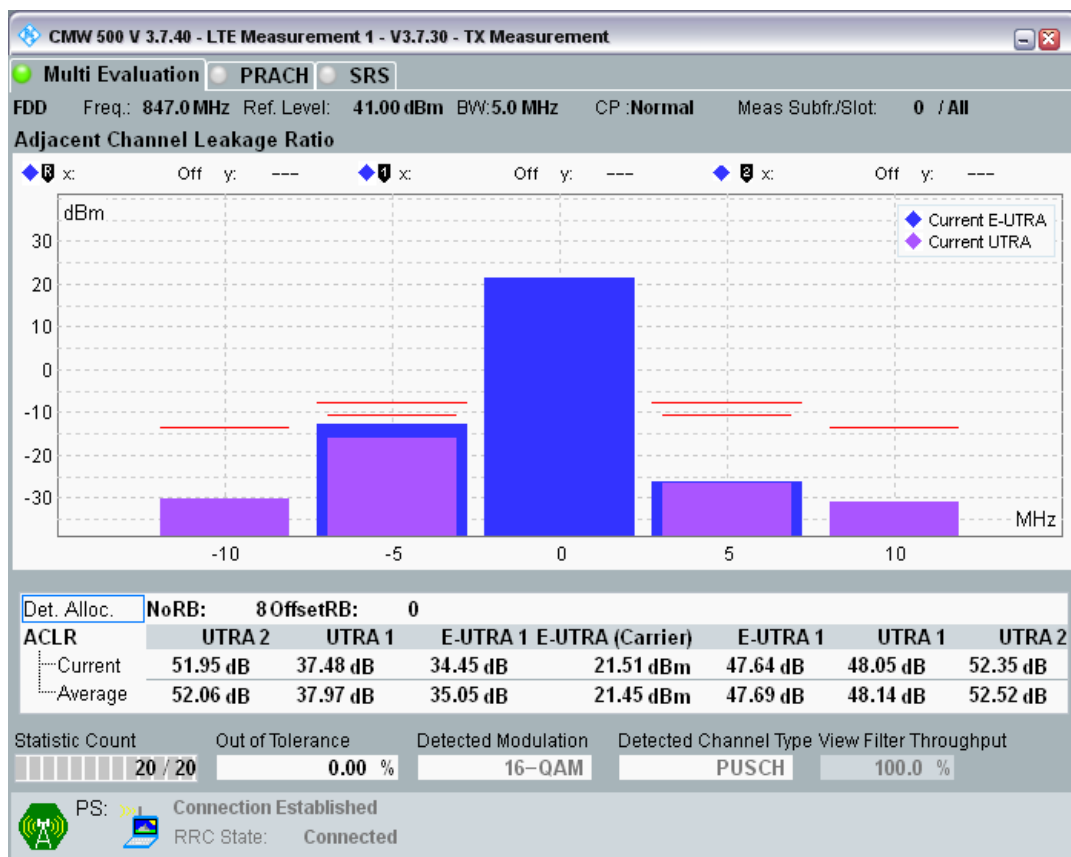 CMW 500 V 3.7.40 - LTE Measurement 1 - V3.7.30 - TX Measurement
Multi Evaluation PRACH SRS
FDD Freq.: 847.0 MHz Ref. Level: 41.00 dBm BW:5.0 MHz CP :Normal Meas Subfr./Slot: 0 / All
Adjacent Channel Leakage Ratio
R x: Off y: --- 1 x: Off y: --- 2 x: Off y: ---
dBm
Current E-UTRA
Current UTRA
30
20
10
0
-10
-20
-30
MHz
-10 -5 0 5 10
Det. Alloc. NoRB: 8 OffsetRB: 0
ACLR UTRA 2 UTRA 1 E-UTRA 1 E-UTRA (Carrier) E-UTRA 1 UTRA 1 UTRA 2
Current 51.95 dB 37.48 dB 34.45 dB 21.51 dBm 47.64 dB 48.05 dB 52.35 dB
Average 52.06 dB 37.97 dB 35.05 dB 21.45 dBm 47.69 dB 48.14 dB 52.52 dB
Statistic Count Out of Tolerance Detected Modulation Detected Channel Type View Filter Throughput
20 / 20 0.00 % 16-QAM PUSCH 100.0 %
PS: Connection Established
RRC State: Connected